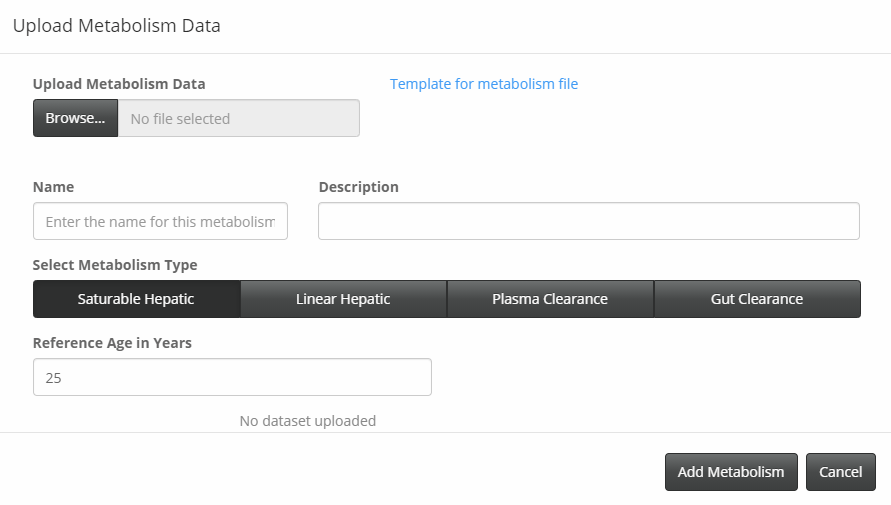 Upload Metabolism Data
Upload Metabolism Data
Template for metabolism file
Browse...
No file selected
Name
Description
Enter the name for this metabolism
Select Metabolism Type
Saturable Hepatic
Linear Hepatic
Plasma Clearance
Gut Clearance
Reference Age in Years
25
No dataset uploaded
Add Metabolism
Cancel